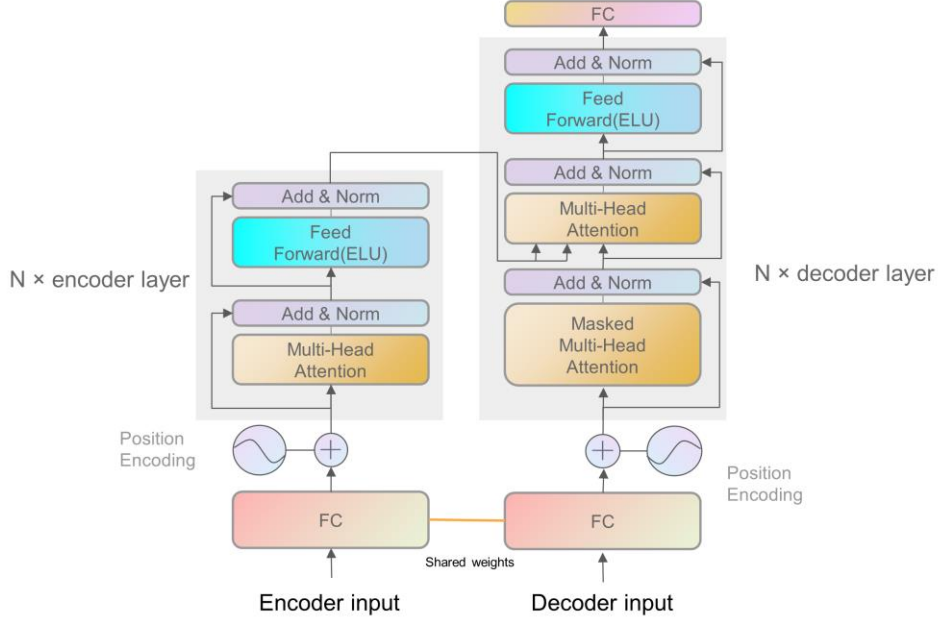 FC
Add & Norm
Feed
Forward(ELU)
Add & Norm
Multi-Head
Attention
Add & Norm
Masked
Multi-Head
Attention
N × decoder layer
Add & Norm
Feed
Forward(ELU)
N × encoder layer
Add & Norm
Multi-Head
Attention
Position
Encoding
Position
Encoding
FC
FC
Shared weights
Encoder input
Decoder input